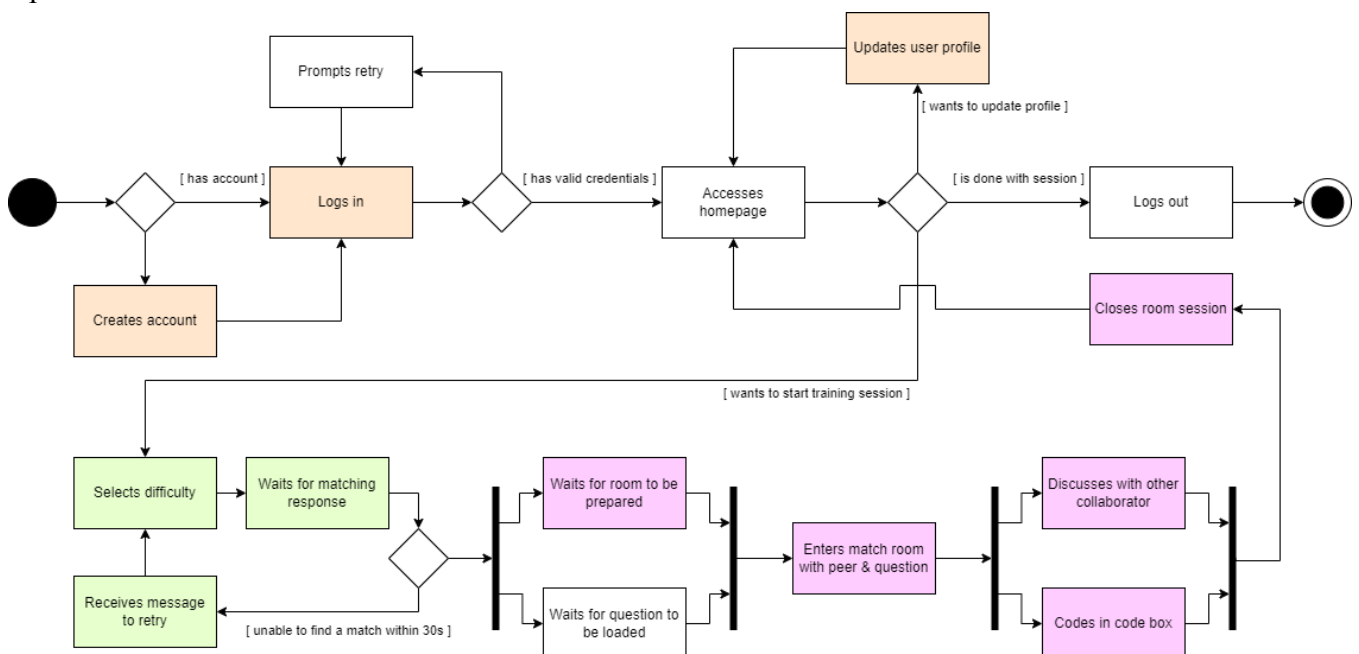 Updates user profile
Prompts retry
[ wants to update profile ]
[ has account ]
Logs in
[ has valid credentials ]
Accesses
homepage
[ is done with session ]
Logs out
Creates account
Closes room session
[ wants to start training session ]
Selects difficulty
Waits for matching
response
Waits for room to be
prepared
Discusses with other
collaborator
Enters match room
with peer & question
Receives message
to retry
[ unable to find a match within 30s ]
Waits for question to
be loaded
Codes in code box